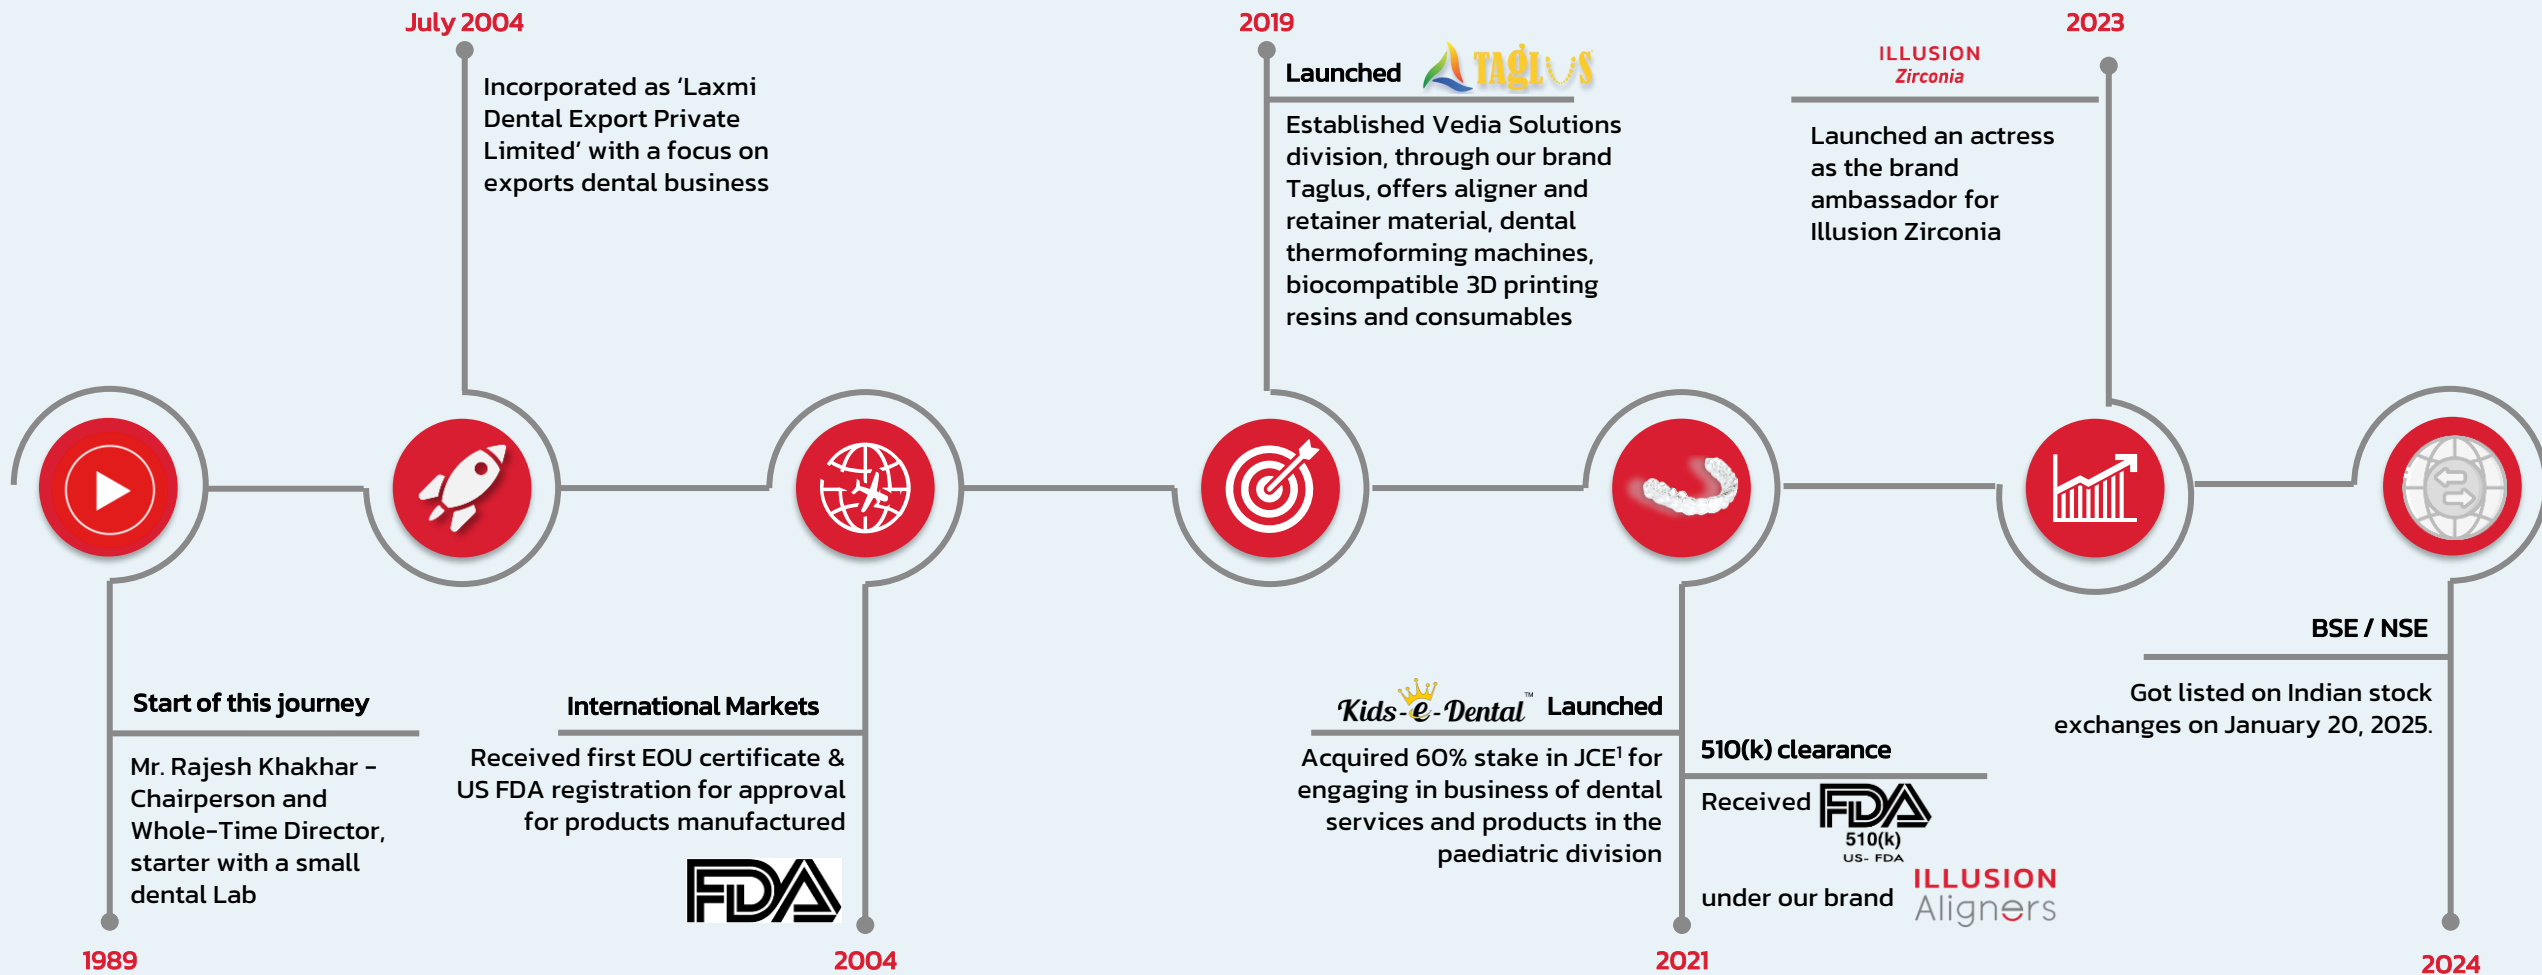 July 2004
Incorporated as ‘Laxmi
Dental Export Private
Limited’ with a focus on
exports dental business
2019
Launched TAGLUS
Established Vedia Solutions
division, through our brand
Taglus, offers aligner and
retainer material, dental
thermoforming machines,
biocompatible 3D printing
resins and consumables
2023
ILLUSION
Zirconia
Launched an actress
as the brand
ambassador for
Illusion Zirconia
Start of this journey
Mr. Rajesh Khakhar –
Chairperson and
Whole-Time Director,
starter with a small
dental Lab
1989
International Markets
Received first EOU certificate &
US FDA registration for approval
for products manufactured
FDA
2004
Kids-e-Dental™ Launched
Acquired 60% stake in JCE¹ for
engaging in business of dental
services and products in the
paediatric division
510(k) clearance
Received FDA
510(k)
US- FDA
under our brand ILLUSION
Aligners
2021
BSE / NSE
Got listed on Indian stock
exchanges on January 20, 2025.
2024